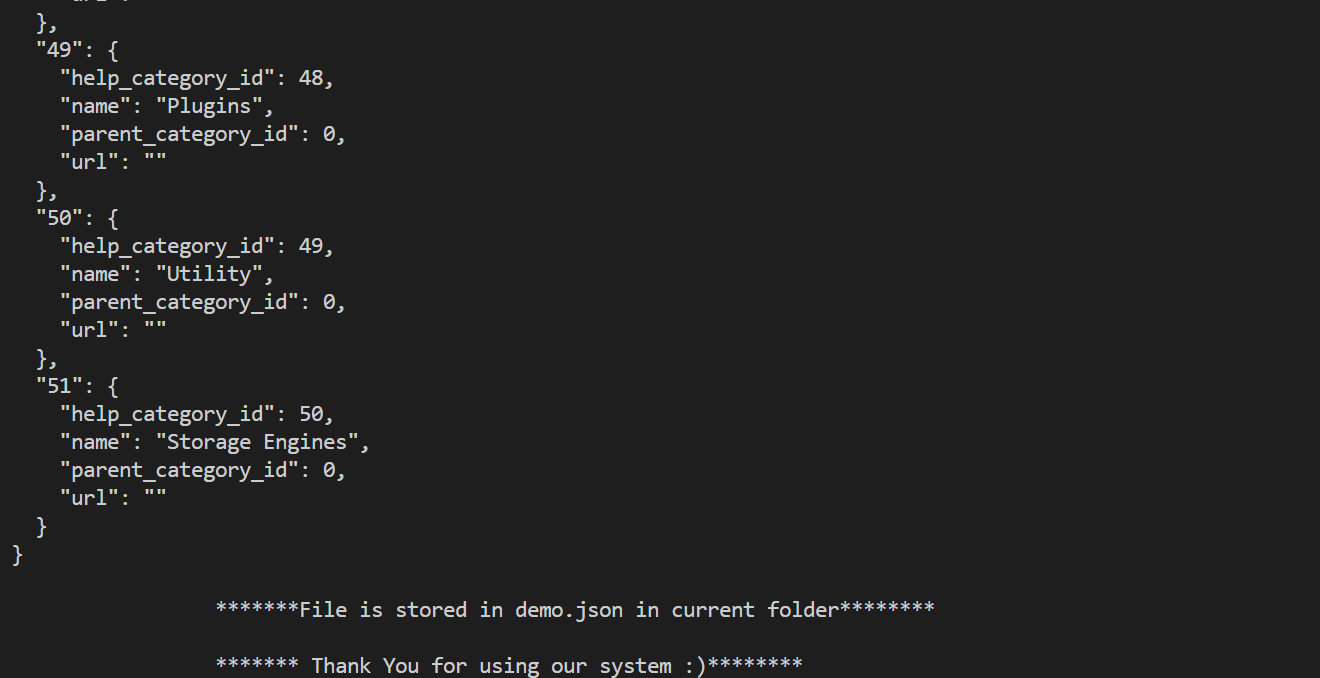 },
"49": {
"help_category_id": 48,
"name": "Plugins",
"parent_category_id": 0,
"url": ""
},
"50": {
"help_category_id": 49,
"name": "Utility",
"parent_category_id": 0,
"url": ""
},
"51": {
"help_category_id": 50,
"name": "Storage Engines",
"parent_category_id": 0,
"url": ""
}
}
*******File is stored in demo.json in current folder********
******* Thank You for using our system :)********